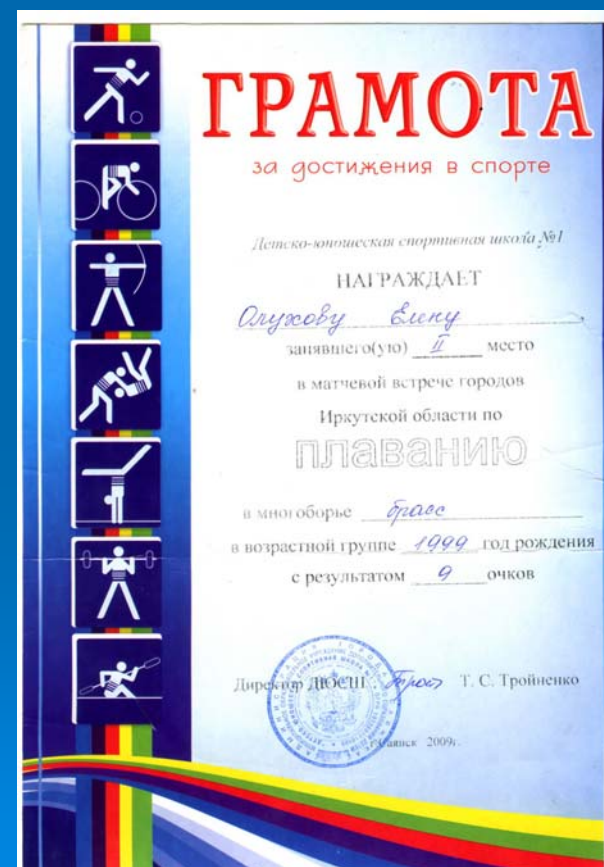 ГРАМОТА
за достижения в спорте
Детско-юношеская спортивная школа №1
НАГРАЖДАЕТ
Олухову Елену
занявшего(ую) II место
в матчевой встрече городов
Иркутской области по
плаванию
в многоборье брасс
в возрастной группе 1999 год рождения
с результатом 9 очков
Директор ДЮСШ Т. С. Тройненко
г. Саянск 2009г.